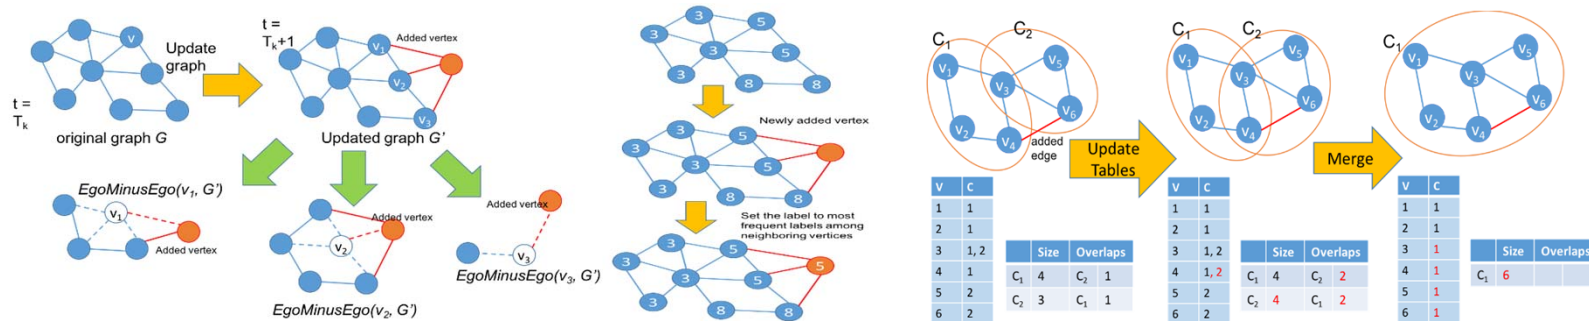 t =
T_k
v
original graph G
Update
graph
t =
T_k+1
v_1
v_2
v_3
Added vertex
Updated graph G'
EgoMinusEgo(v_1, G')
v_1
Added vertex
Added vertex
v_2
EgoMinusEgo(v_2, G')
Added vertex
v_3
EgoMinusEgo(v_3, G')
3 5
3 3 5
3 8 8
Newly added vertex
3 5
3 3 5
3 8 8
Set the label to most
frequent labels among
neighboring vertices
3 5
3 3 5 5
3 8 8
C_1 C_2
v_1 v_5
v_3
v_2 v_6
v_4
added
edge
V C
1 1
2 1
3 1, 2
4 1
5 2
6 2
Size Overlaps
C_1 4 C_2 1
C_2 3 C_1 1
Update
Tables
C_1 C_2
v_1 v_5
v_3
v_2 v_6
v_4
V C
1 1
2 1
3 1, 2
4 1, 2
5 2
6 2
Size Overlaps
C_1 4 C_2 2
C_2 4 C_1 2
Merge
C_1
v_1 v_5
v_3
v_2 v_6
v_4
V C
1 1
2 1
3 1
4 1
5 1
6 1
Size Overlaps
C_1 6